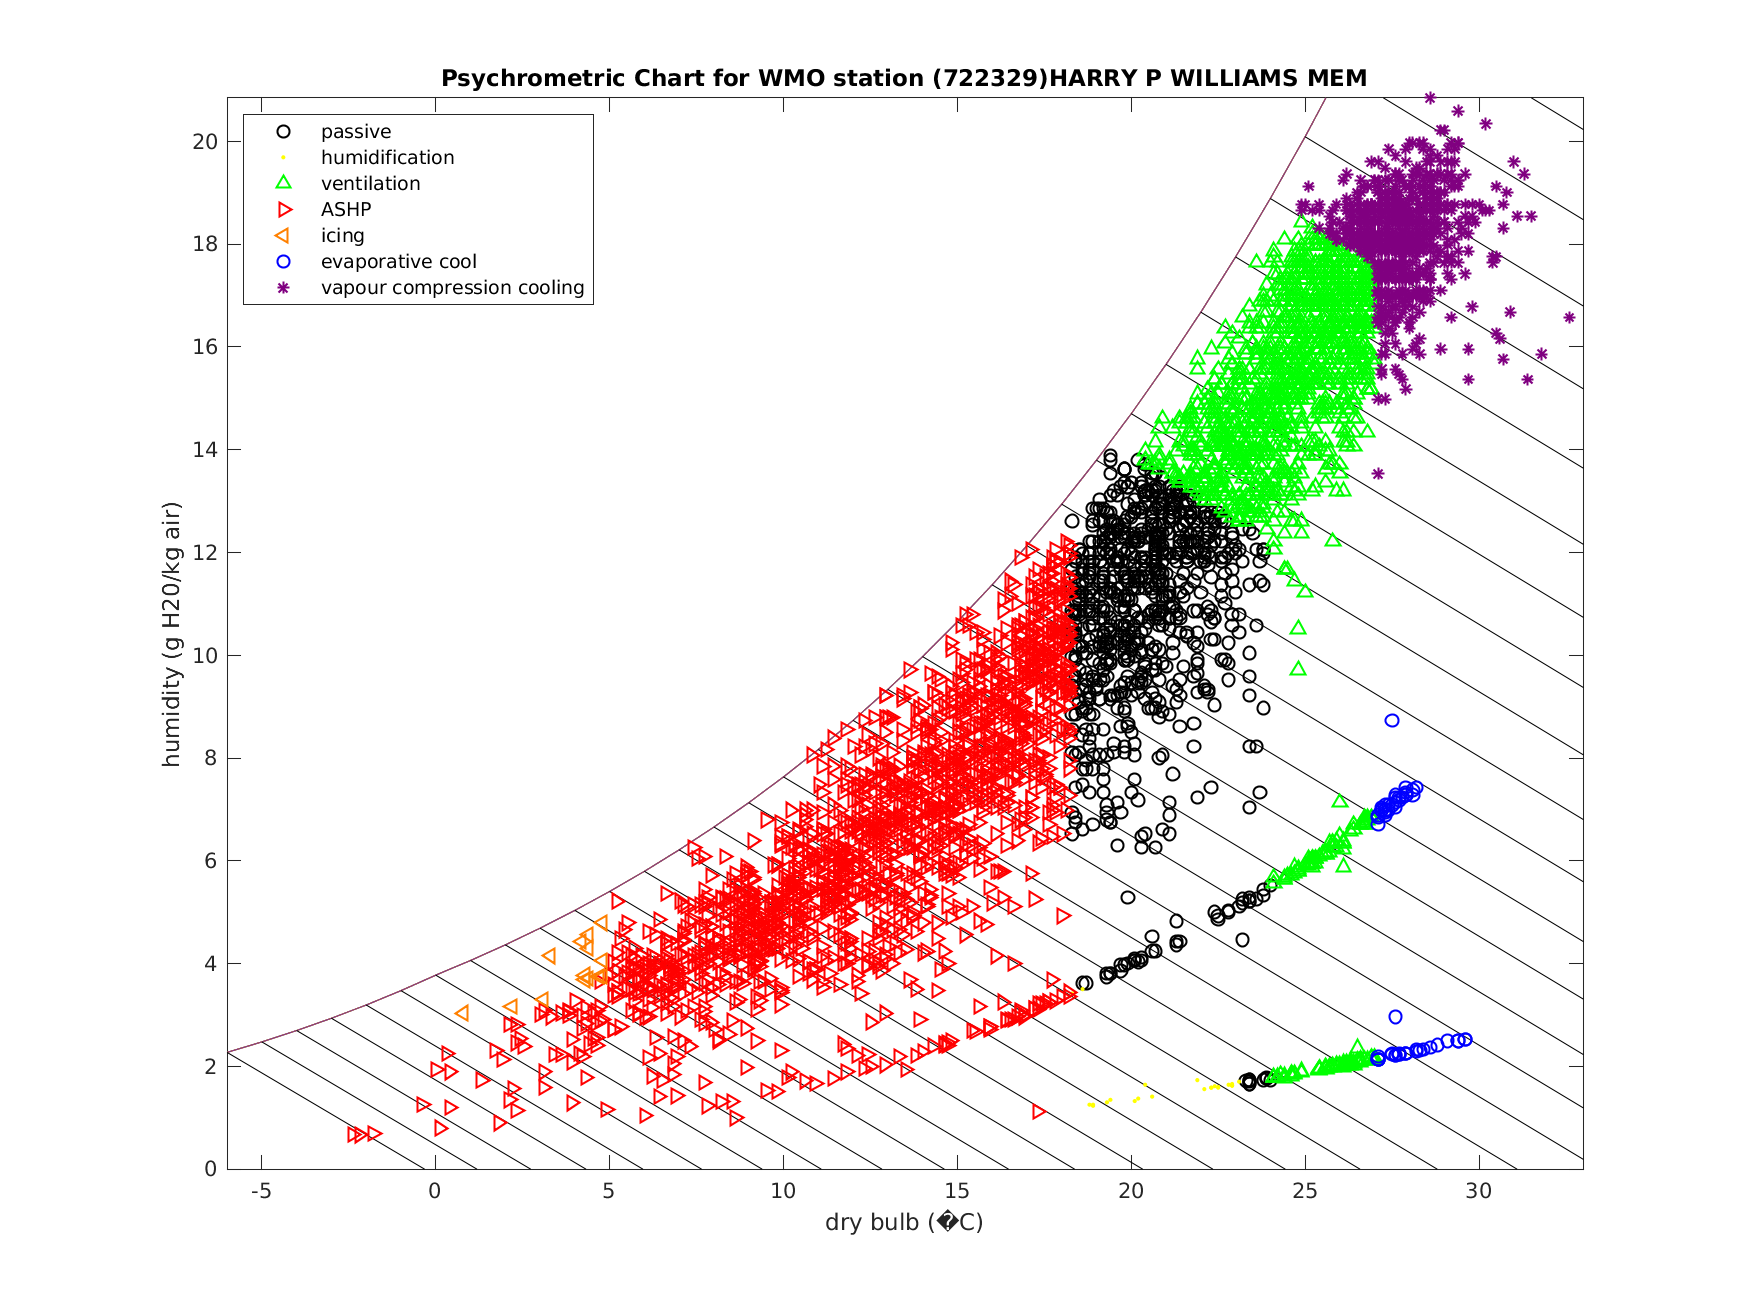 Psychrometric Chart for WMO station (722329)HARRY P WILLIAMS MEM
passive
humidification
ventilation
ASHP
icing
evaporative cool
vapour compression cooling
humidity (g H20/kg air)
20
18
16
14
12
10
8
6
4
2
0
-5 0 5 10 15 20 25 30
dry bulb (�C)